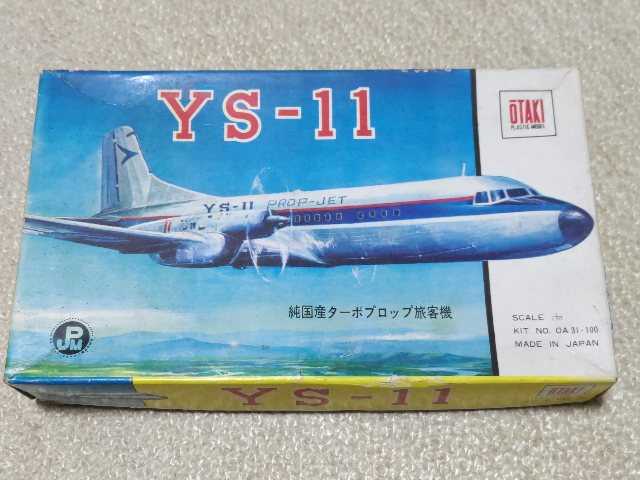 YS-11
ŌTAKI
PLASTIC MODEL
YS-11 PROP-JET
純国産ターボプロップ旅客機
JPM
SCALE
KIT NO. OA 31-100
MADE IN JAPAN
YS-11